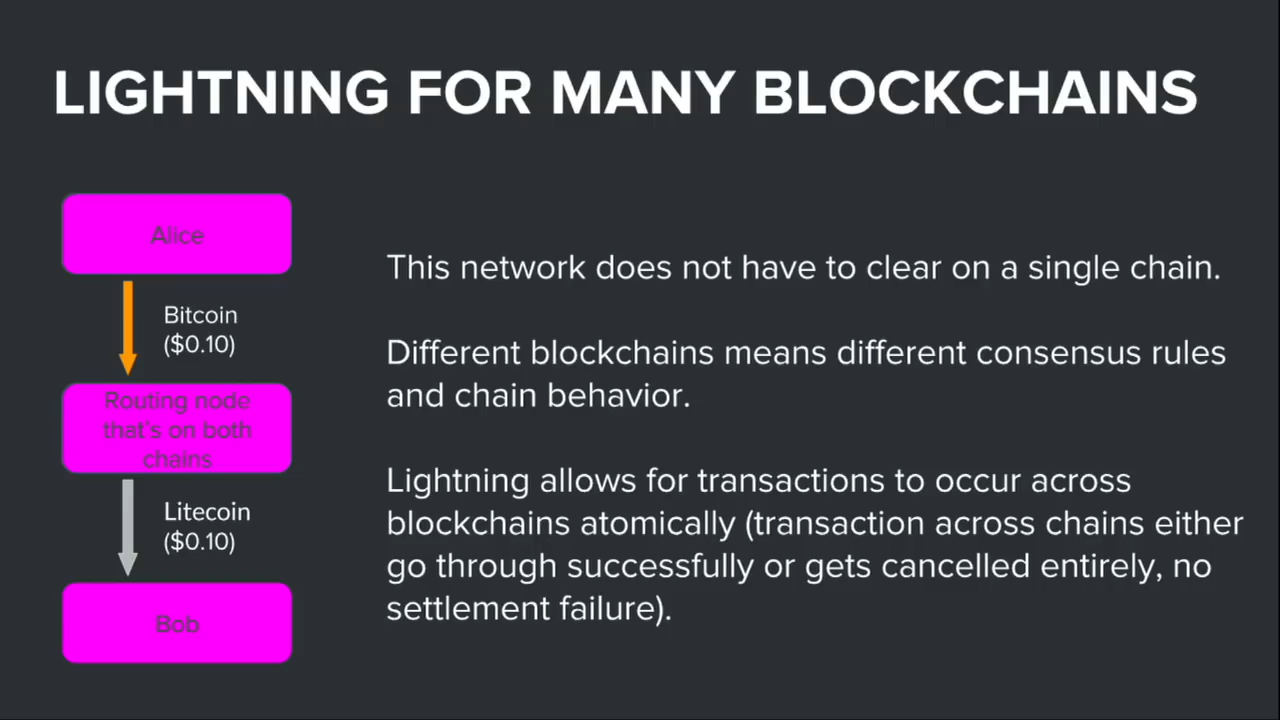 LIGHTNING FOR MANY BLOCKCHAINS
Alice
Bitcoin
($0.10)
Routing node
that's on both
chains
Litecoin
($0.10)
Bob
This network does not have to clear on a single chain.
Different blockchains means different consensus rules
and chain behavior.
Lightning allows for transactions to occur across
blockchains atomically (transaction across chains either
go through successfully or gets cancelled entirely, no
settlement failure).